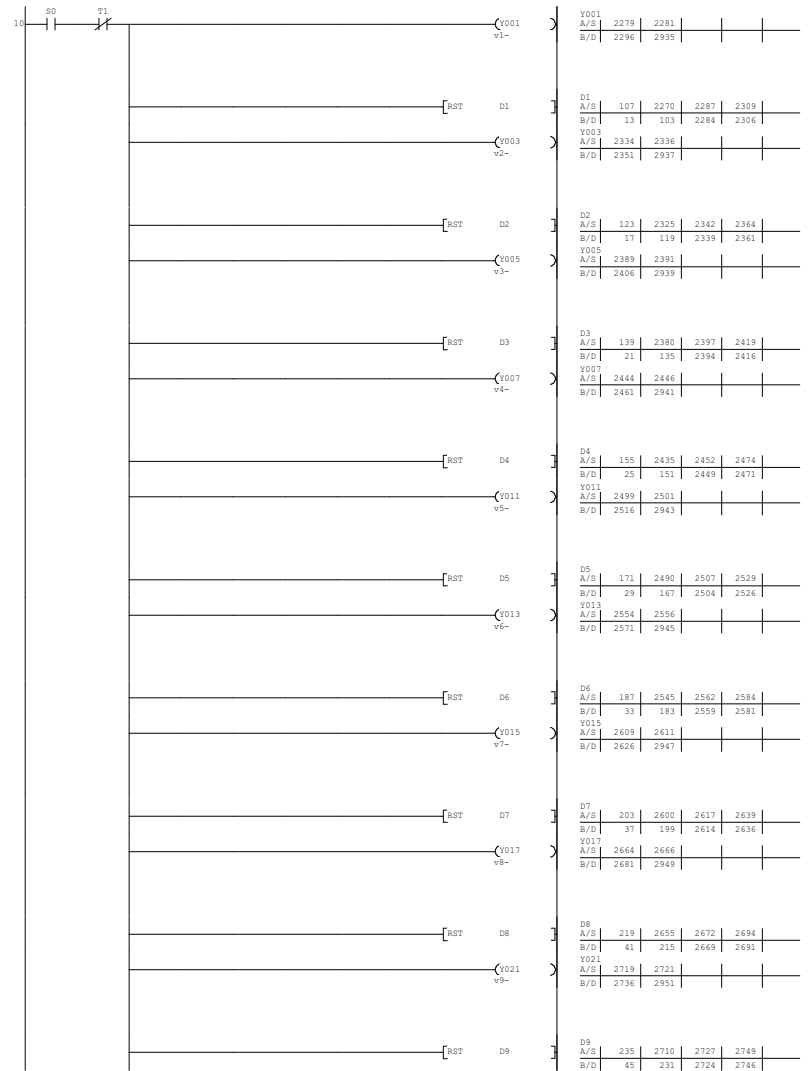 S0 T1 Y001
10 Y001 A/S 2279 2281
v1- B/D 2296 2935
D1
RST D1 A/S 107 2270 2287 2309
B/D 13 103 2284 2306
Y003
Y003 A/S 2334 2336
v2- B/D 2351 2937
D2
RST D2 A/S 123 2325 2342 2364
B/D 17 119 2339 2361
Y005
Y005 A/S 2389 2391
v3- B/D 2406 2939
D3
RST D3 A/S 139 2380 2397 2419
B/D 21 135 2394 2416
Y007
Y007 A/S 2444 2446
v4- B/D 2461 2941
D4
RST D4 A/S 155 2435 2452 2474
B/D 25 151 2449 2471
Y011
Y011 A/S 2499 2501
v5- B/D 2516 2943
D5
RST D5 A/S 171 2490 2507 2529
B/D 29 167 2504 2526
Y013
Y013 A/S 2554 2556
v6- B/D 2571 2945
D6
RST D6 A/S 187 2545 2562 2584
B/D 33 183 2559 2581
Y015
Y015 A/S 2609 2611
v7- B/D 2626 2947
D7
RST D7 A/S 203 2600 2617 2639
B/D 37 199 2614 2636
Y017
Y017 A/S 2664 2666
v8- B/D 2681 2949
D8
RST D8 A/S 219 2655 2672 2694
B/D 41 215 2669 2691
Y021
Y021 A/S 2719 2721
v9- B/D 2736 2951
D9
RST D9 A/S 235 2710 2727 2749
B/D 45 231 2724 2746